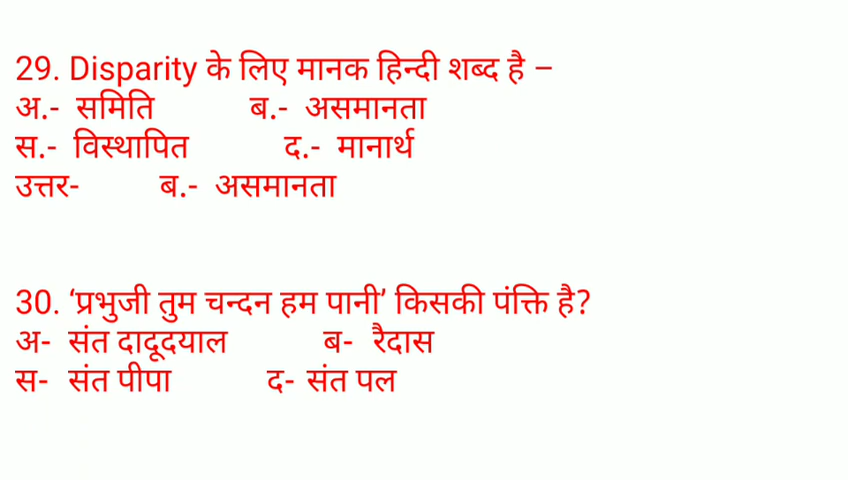 29. Disparity के लिए मानक हिन्दी शब्द है –
अ.- समिति ब.- असमानता
स.- विस्थापित द.- मानार्थ
उत्तर- ब.- असमानता
30. ‘प्रभुजी तुम चन्दन हम पानी’ किसकी पंक्ति है?
अ- संत दादूदयाल ब- रैदास
स- संत पीपा द- संत पल